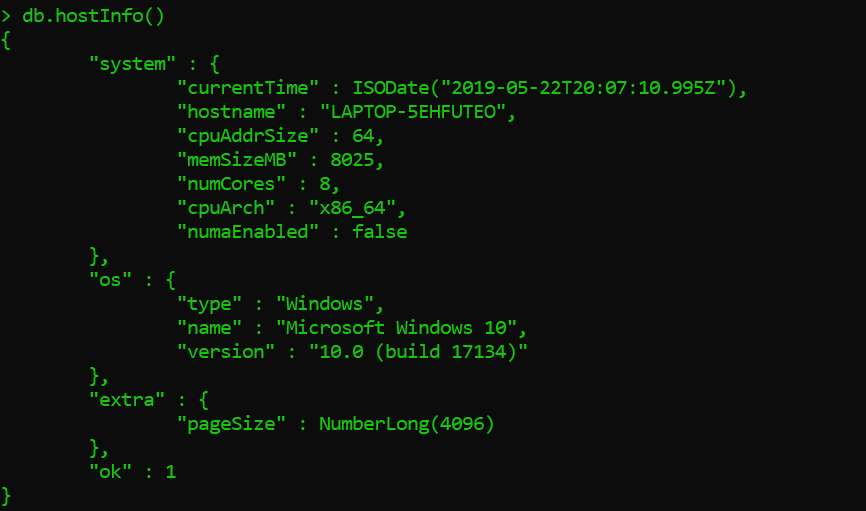 > db.hostInfo()
{
        "system" : {
                "currentTime" : ISODate("2019-05-22T20:07:10.995Z"),
                "hostname" : "LAPTOP-5EHFUTEO",
                "cpuAddrSize" : 64,
                "memSizeMB" : 8025,
                "numCores" : 8,
                "cpuArch" : "x86_64",
                "numaEnabled" : false
        },
        "os" : {
                "type" : "Windows",
                "name" : "Microsoft Windows 10",
                "version" : "10.0 (build 17134)"
        },
        "extra" : {
                "pageSize" : NumberLong(4096)
        },
        "ok" : 1
}